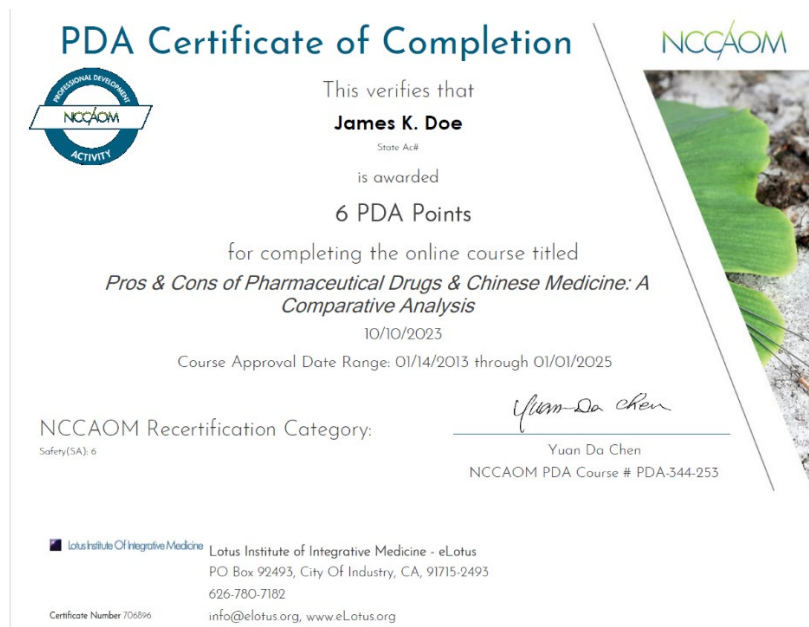 PDA Certificate of Completion
NCCAOM
PROFESSIONAL DEVELOPMENT
NCCAOM
ACTIVITY
This verifies that
James K. Doe
State Ac#
is awarded
6 PDA Points
for completing the online course titled
Pros & Cons of Pharmaceutical Drugs & Chinese Medicine: A
Comparative Analysis
10/10/2023
Course Approval Date Range: 01/14/2013 through 01/01/2025
Yuan-Da Chen
NCCAOM Recertification Category:
Safety(SA): 6
Yuan Da Chen
NCCAOM PDA Course # PDA-344-253
Lotus Institute Of Integrative Medicine
Lotus Institute of Integrative Medicine - eLotus
PO Box 92493, City Of Industry, CA, 91715-2493
626-780-7182
Certificate Number 706896
info@elotus.org, www.eLotus.org